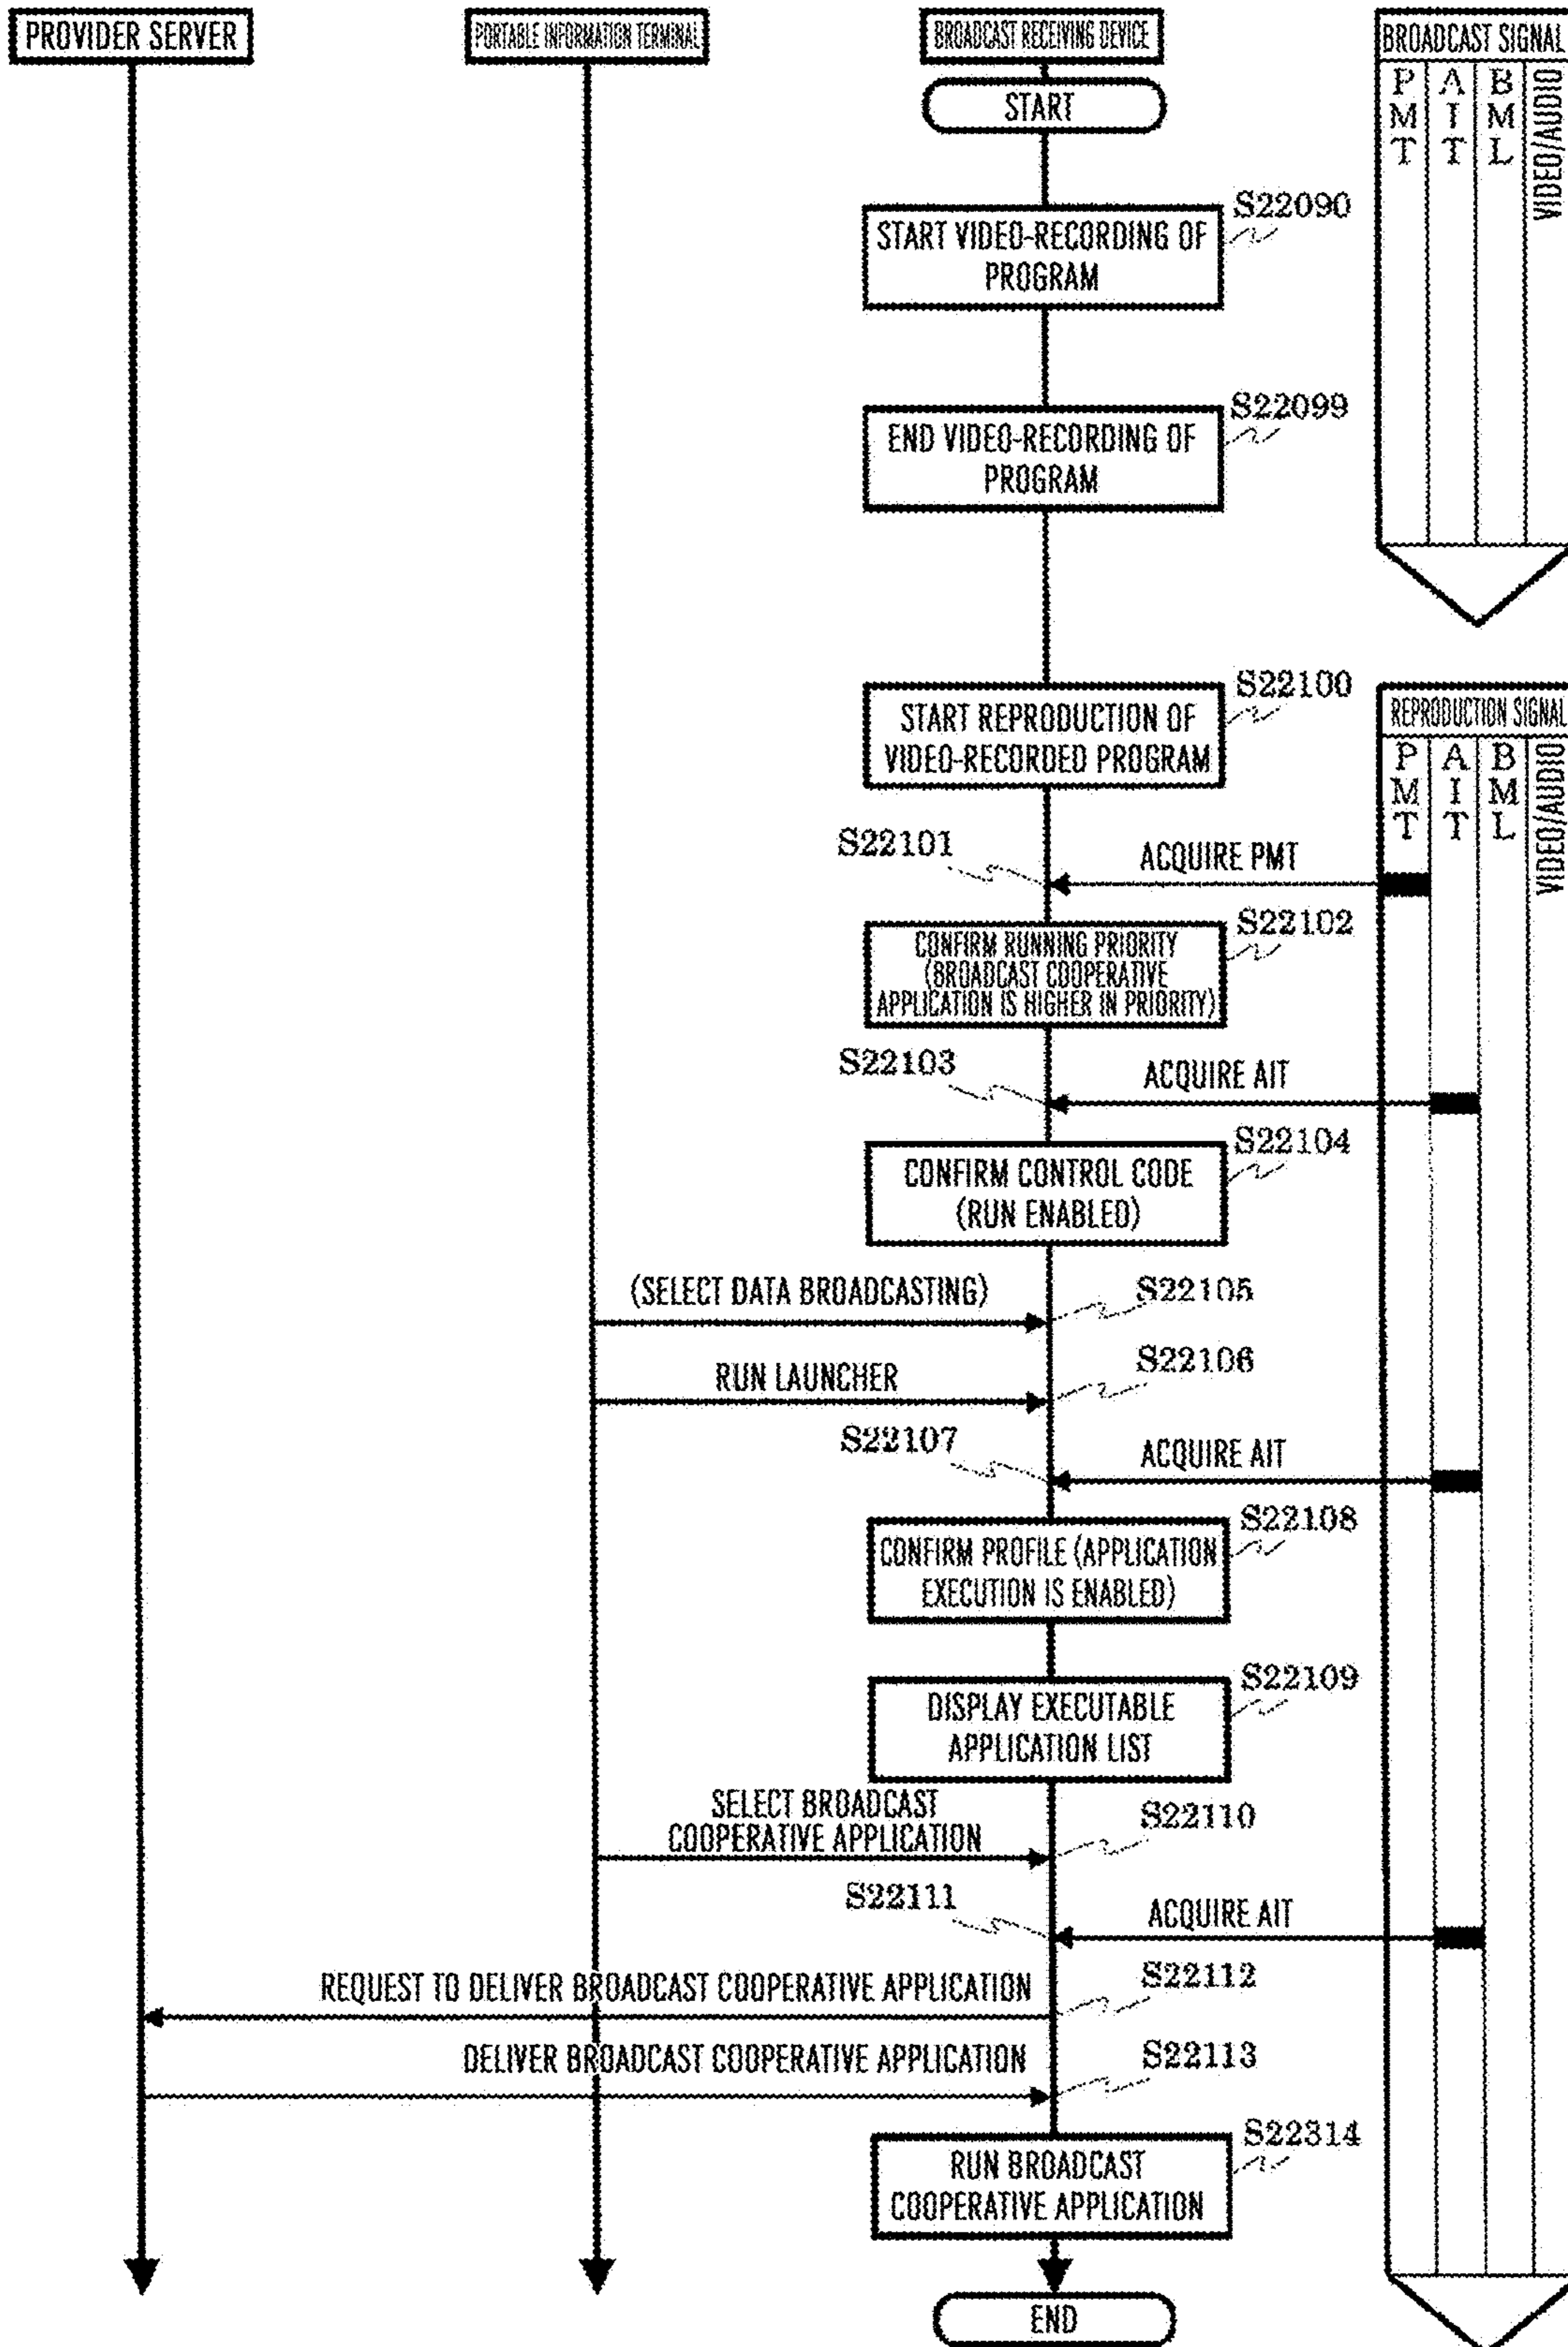 PROVIDER SERVER
PORTABLE INFORMATION TERMINAL
BROADCAST RECEIVING DEVICE
BROADCAST SIGNAL
PMT
AIT
BML
VIDEO/AUDIO
START
S22090
START VIDEO-RECORDING OF
PROGRAM
S22099
END VIDEO-RECORDING OF
PROGRAM
S22100
START REPRODUCTION OF
VIDEO-RECORDED PROGRAM
REPRODUCTION SIGNAL
PMT
AIT
BML
VIDEO/AUDIO
S22101
ACQUIRE PMT
S22102
CONFIRM RUNNING PRIORITY
(BROADCAST COOPERATIVE
APPLICATION IS HIGHER IN PRIORITY)
S22103
ACQUIRE AIT
S22104
CONFIRM CONTROL CODE
(RUN ENABLED)
(SELECT DATA BROADCASTING)
S22105
RUN LAUNCHER
S22106
S22107
ACQUIRE AIT
S22108
CONFIRM PROFILE (APPLICATION
EXECUTION IS ENABLED)
S22109
DISPLAY EXECUTABLE
APPLICATION LIST
SELECT BROADCAST
COOPERATIVE APPLICATION
S22110
S22111
ACQUIRE AIT
REQUEST TO DELIVER BROADCAST COOPERATIVE APPLICATION
S22112
DELIVER BROADCAST COOPERATIVE APPLICATION
S22113
S22314
RUN BROADCAST
COOPERATIVE APPLICATION
END